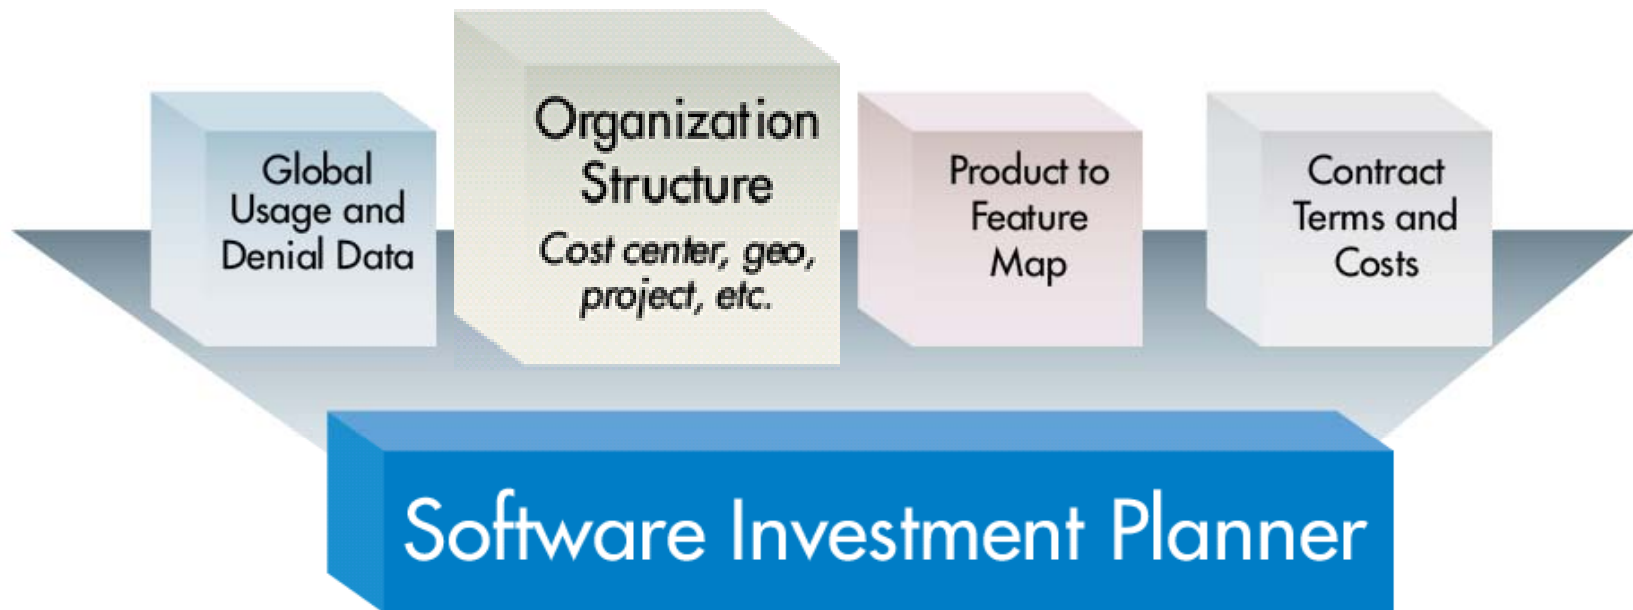 Global
Usage and
Denial Data
Organization
Structure
Cost center, geo,
project, etc.
Product to
Feature
Map
Contract
Terms and
Costs
Software Investment Planner